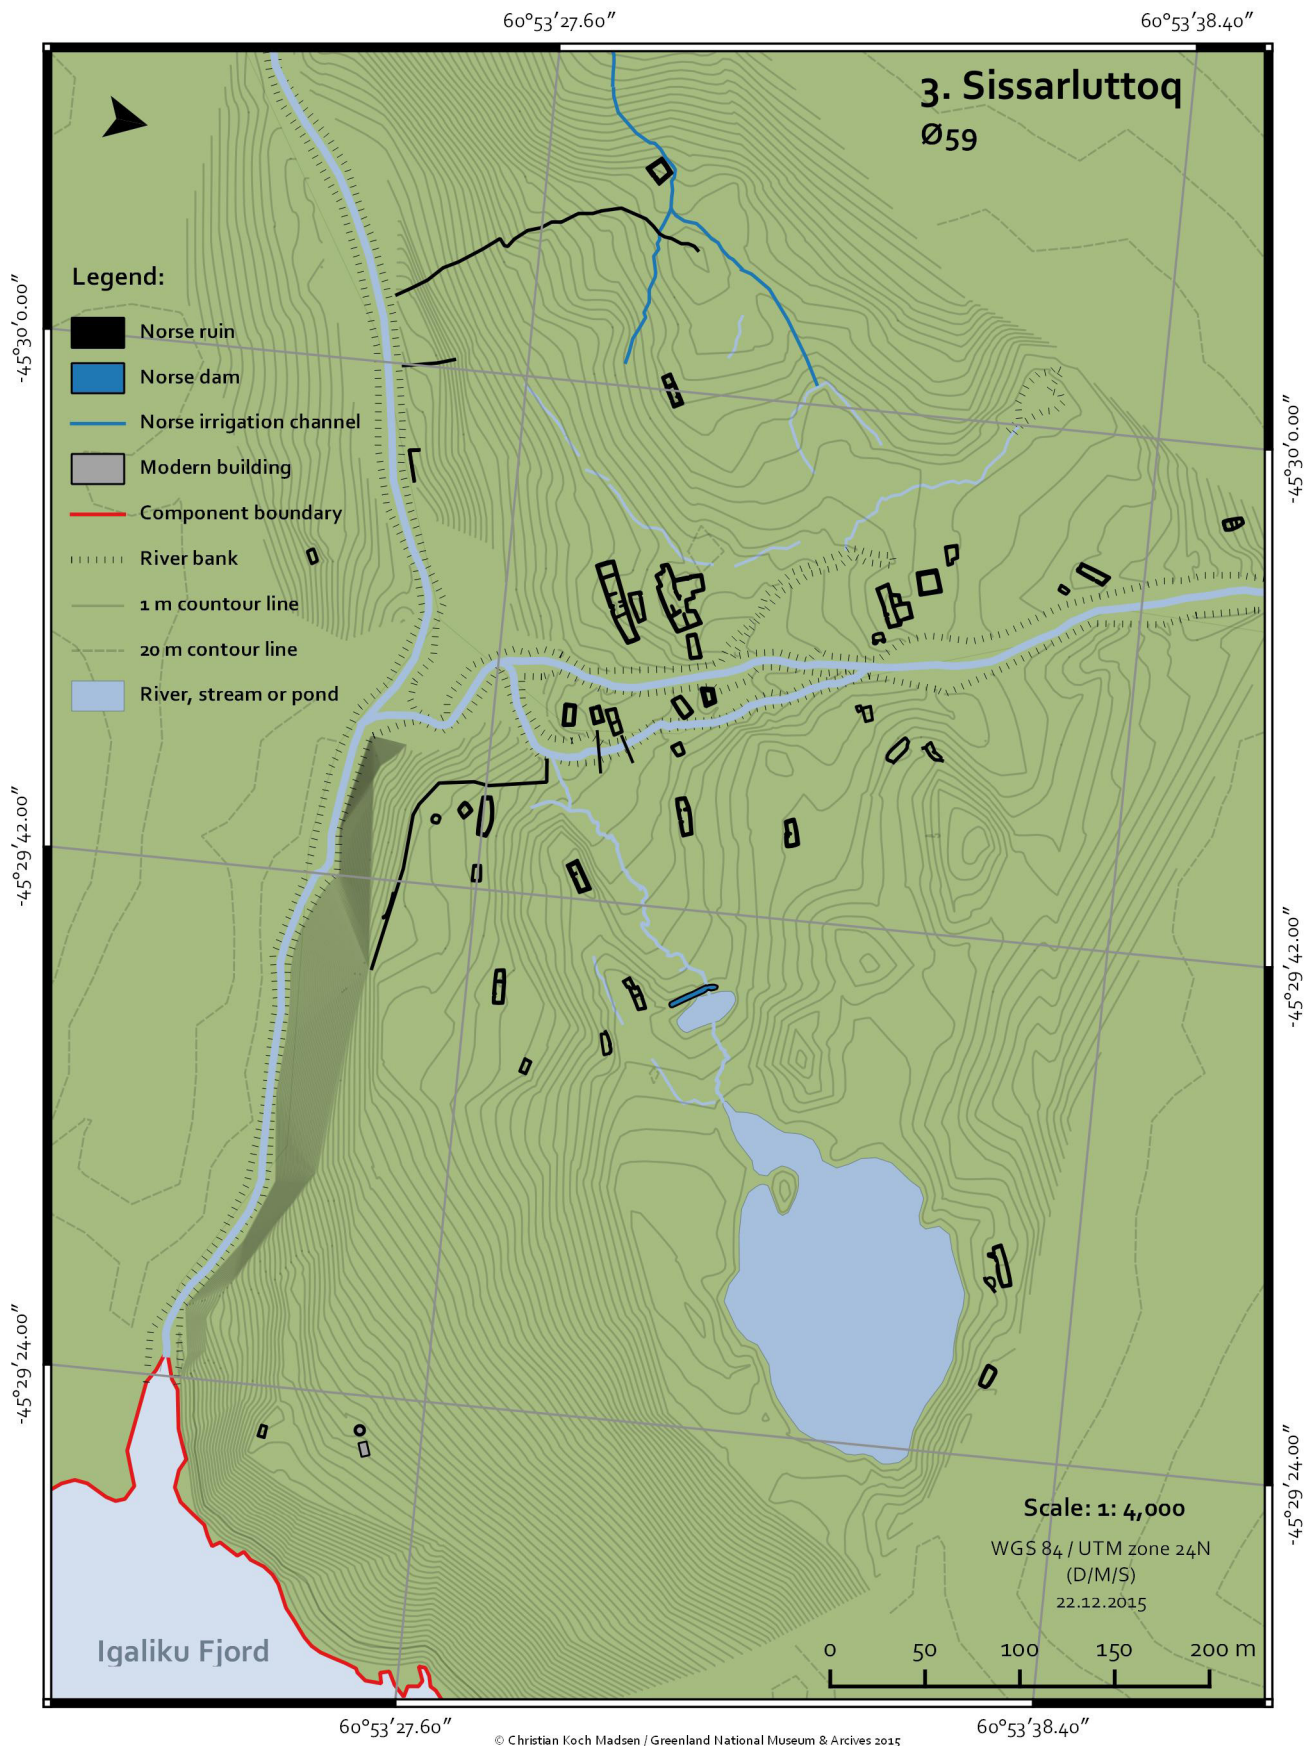 60°53'27.60"
60°53'38.40"
3. Sissarluttoq
Ø59
-45°30'0.00"
-45°30'0.00"
Legend:
Norse ruin
Norse dam
Norse irrigation channel
Modern building
Component boundary
River bank
1 m countour line
20 m contour line
River, stream or pond
-45°29'42.00"
-45°29'42.00"
-45°29'24.00"
-45°29'24.00"
Scale: 1: 4,000
WGS 84 / UTM zone 24N
(D/M/S)
22.12.2015
0 50 100 150 200 m
Igaliku Fjord
60°53'27.60"
60°53'38.40"
© Christian Koch Madsen / Greenland National Museum & Arcives 2015